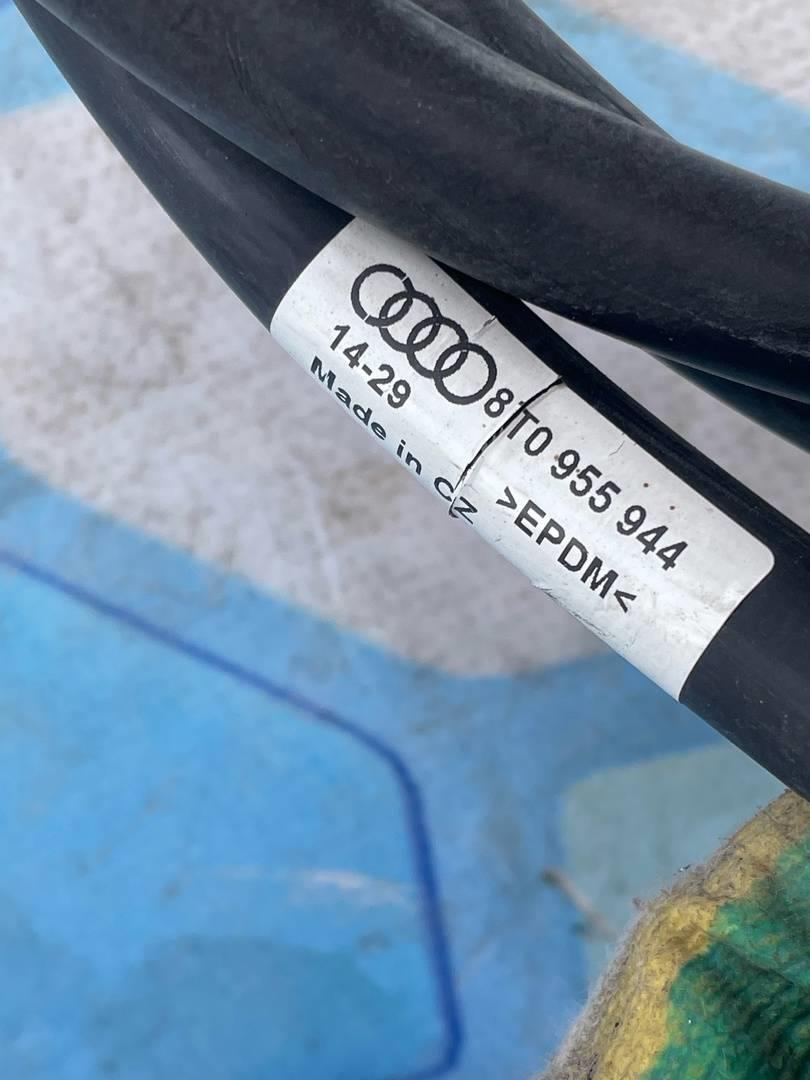 8T0 955 944
14-29
>EPDM<
Made in CZ